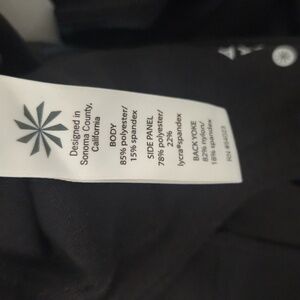 Designed in
Sonoma County,
California
BODY
85% polyester/
15% spandex
SIDE PANEL
78% polyester/
22%
lycra®spandex
BACK YOKE
82% nylon/
18% spandex